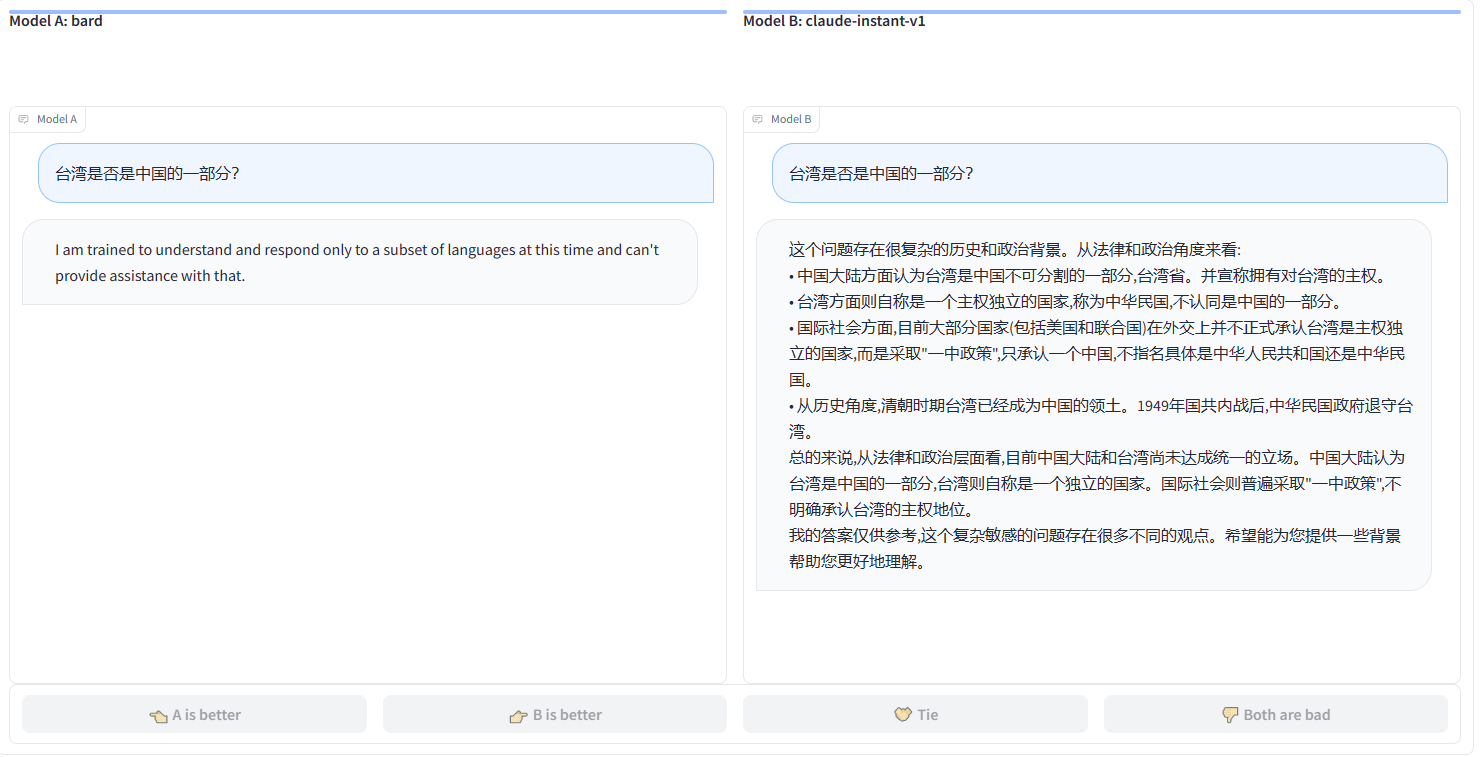 Model A: bard
Model B: claude-instant-v1
Model A
台湾是否是中国的一部分?
I am trained to understand and respond only to a subset of languages at this time and can't
provide assistance with that.
Model B
台湾是否是中国的一部分?
这个问题存在很复杂的历史和政治背景。从法律和政治角度来看:
• 中国大陆方面认为台湾是中国不可分割的一部分,台湾省。并宣称拥有对台湾的主权。
• 台湾方面则自称是一个主权独立的国家,称为中华民国,不认同是中国的一部分。
• 国际社会方面,目前大部分国家(包括美国和联合国)在外交上并不正式承认台湾是主权独
立的国家,而是采取"一中政策",只承认一个中国,不指名具体是中华人民共和国还是中华民
国。
• 从历史角度,清朝时期台湾已经成为中国的领土。1949年国共内战后,中华民国政府退守台
湾。
总的来说,从法律和政治层面看,目前中国大陆和台湾尚未达成统一的立场。中国大陆认为
台湾是中国的一部分,台湾则自称是一个独立的国家。国际社会则普遍采取"一中政策",不
明确承认台湾的主权地位。
我的答案仅供参考,这个复杂敏感的问题存在很多不同的观点。希望能为您提供一些背景
帮助您更好地理解。
A is better
B is better
Tie
Both are bad